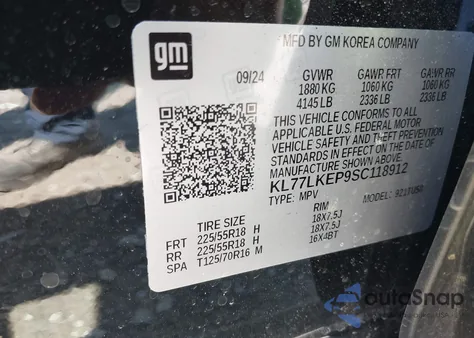 gm
MFD BY GM KOREA COMPANY
09/24 GVWR GAWR FRT GAWR RR
1880 KG 1060 KG 1060 KG
4145 LB 2336 LB 2336 LB
THIS VEHICLE CONFORMS TO ALL
APPLICABLE U.S. FEDERAL MOTOR
VEHICLE SAFETY AND THEFT
PREVENTION STANDARDS IN
EFFECT ON THE DATE OF
MANUFACTURE SHOWN ABOVE.
KL77LKEP9SC118912
TYPE: MPV MODEL:
TIRE SIZE RIM
FRT 225/55R18 H 18X7.5J
RR 225/55R18 H 18X7.5J
SPA T125/70R16 M 16X4BT
autoSnap